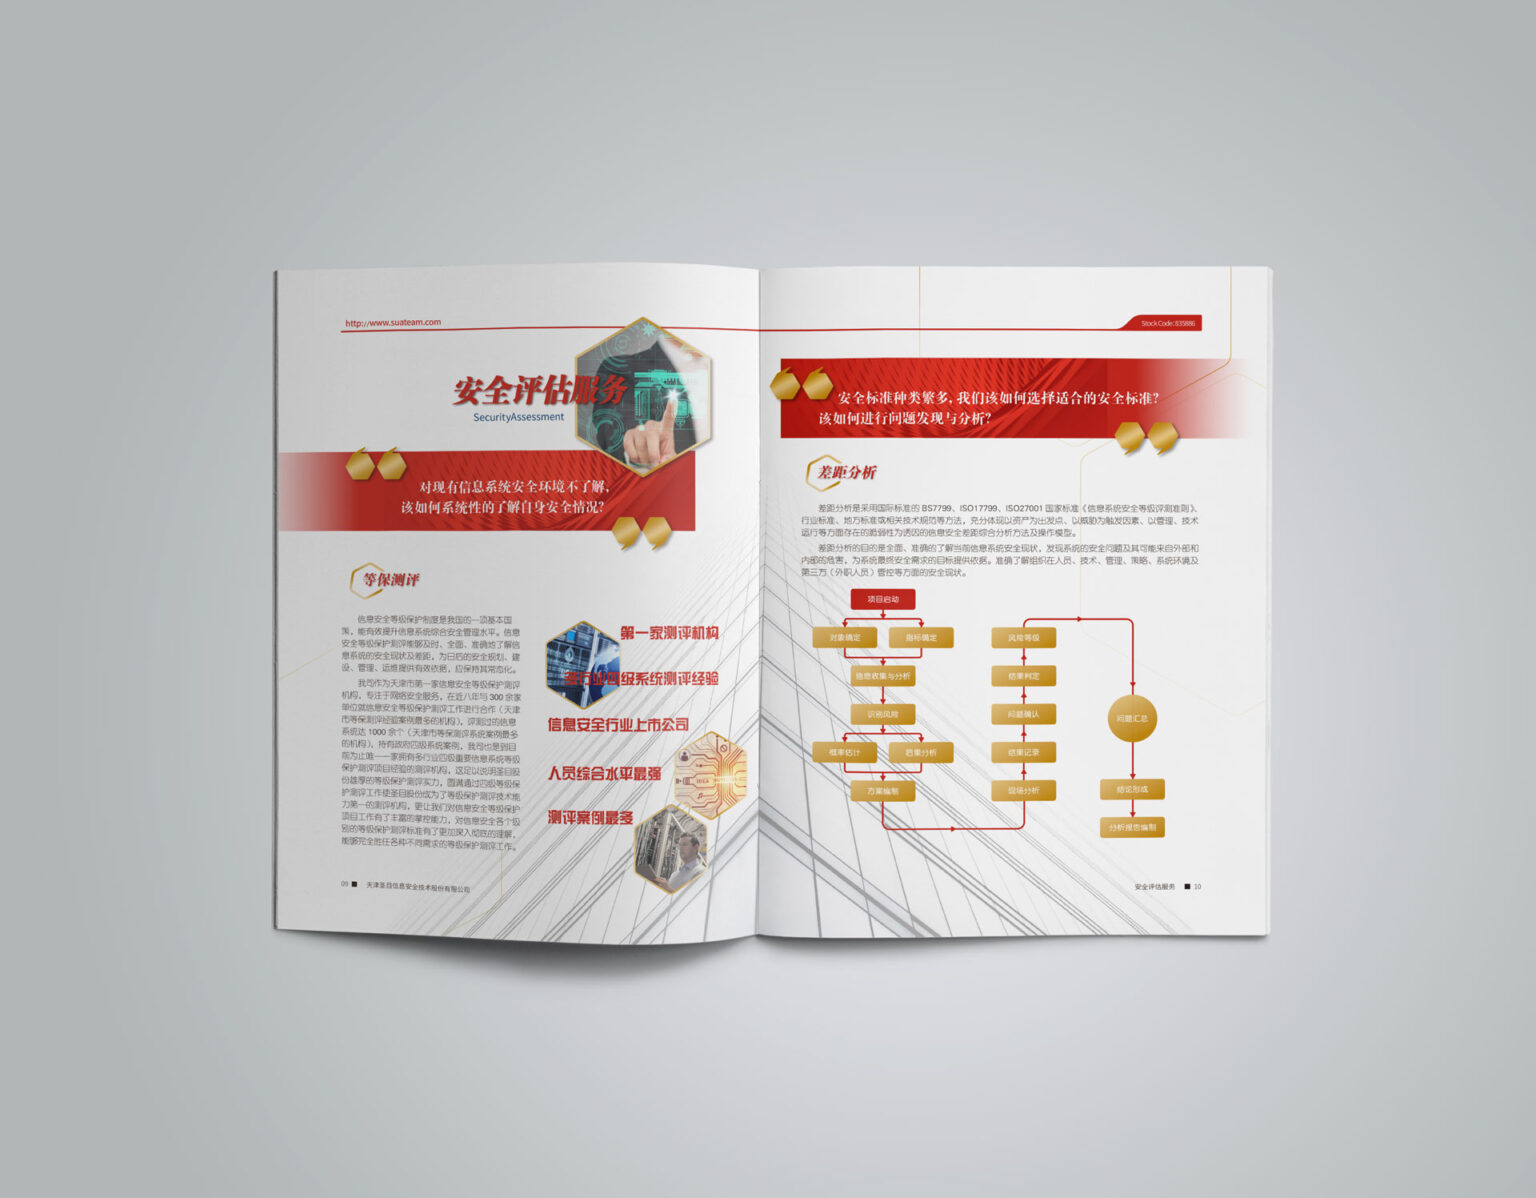 http://www.suateam.com
安全评估服务
SecurityAssessment
对现有信息系统安全环境不了解，
该如何系统性的了解自身安全情况？
等保测评
信息安全等级保护制度是我国的一项基本国
策，能有效提升信息系统综合安全管理水平。信息
安全等级保护测评能够及时、全面、准确地了解信
息系统的安全现状及差距，为日后的安全规划、建
设、管理、运维提供有效依据，应保持其常态化。
我司作为天津市第一家信息安全等级保护测评
机构，专注于网络安全服务，在近八年与 300 余家
单位就信息安全等级保护测评工作进行合作（天津
市等保测评经验案例最多的机构），评测过的信息
系统达 1000 余个（天津市等保测评系统案例最多
的机构），持有政府四级系统案例，我司也是到目
前为止唯一一家拥有多行业四级重要信息系统等级
保护测评项目经验的测评机构，这足以说明圣目股
份雄厚的等级保护测评实力，圆满通过四级等级保
护测评工作使圣目股份成为了等级保护测评技术能
力第一的测评机构，更让我们对信息安全等级保护
项目工作有了丰富的掌控能力，对信息安全各个级
别的等级保护测评标准有了更加深入彻底的理解，
能够完全胜任各种不同需求的等级保护测评工作。
第一家测评机构
多行业四级系统测评经验
信息安全行业上市公司
人员综合水平最强
IDEA
测评案例最多
09 ■ 天津圣目信息安全技术股份有限公司
Stock Code: 835886
安全标准种类繁多，我们该如何选择适合的安全标准？
该如何进行问题发现与分析？
差距分析
差距分析是采用国际标准的 BS7799、ISO17799、ISO27001 国家标准《信息系统安全等级评测准则》、
行业标准、地方标准或相关技术规范等方法，充分体现以资产为出发点、以威胁为触发因素、以管理、技术
运行等方面存在的脆弱性为诱因的信息安全差距综合分析方法及操作模型。
差距分析的目的是全面、准确的了解当前信息系统安全现状，发现系统的安全问题及其可能来自外部和
内部的危害，为系统最终安全需求的目标提供依据。准确了解组织在人员、技术、管理、策略、系统环境及
第三方（外职人员）管控等方面的安全现状。
项目启动
对象确定
指标确定
信息收集与分析
识别风险
概率估计
后果分析
方案编制
风险等级
结果判定
问题确认
结果记录
现场分析
问题汇总
结论形成
分析报告编制
安全评估服务 ■ 10